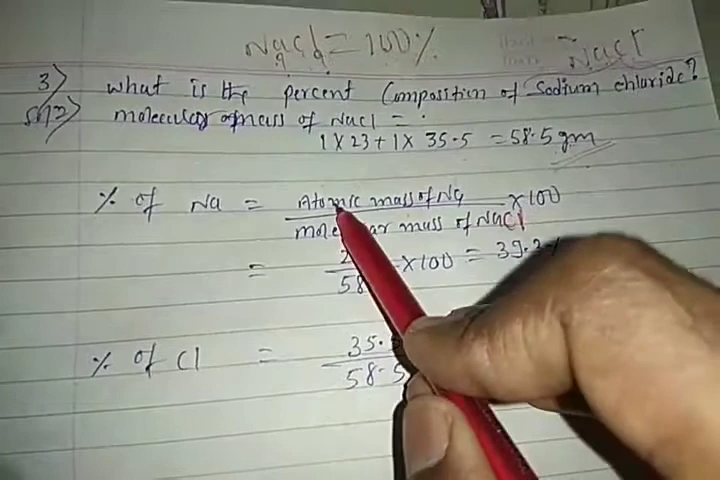 NaCl = 100%
NaCl
3) what is the percent Composition of Sodium chloride?
molecular mass of NaCl =
1 X 23 + 1 X 35.5 = 58.5 gm
% of Na = Atomic mass of Na X 100
molecular mass of NaCl
= 58 X 100 = 39.3%
% of Cl = 35.5
58.5